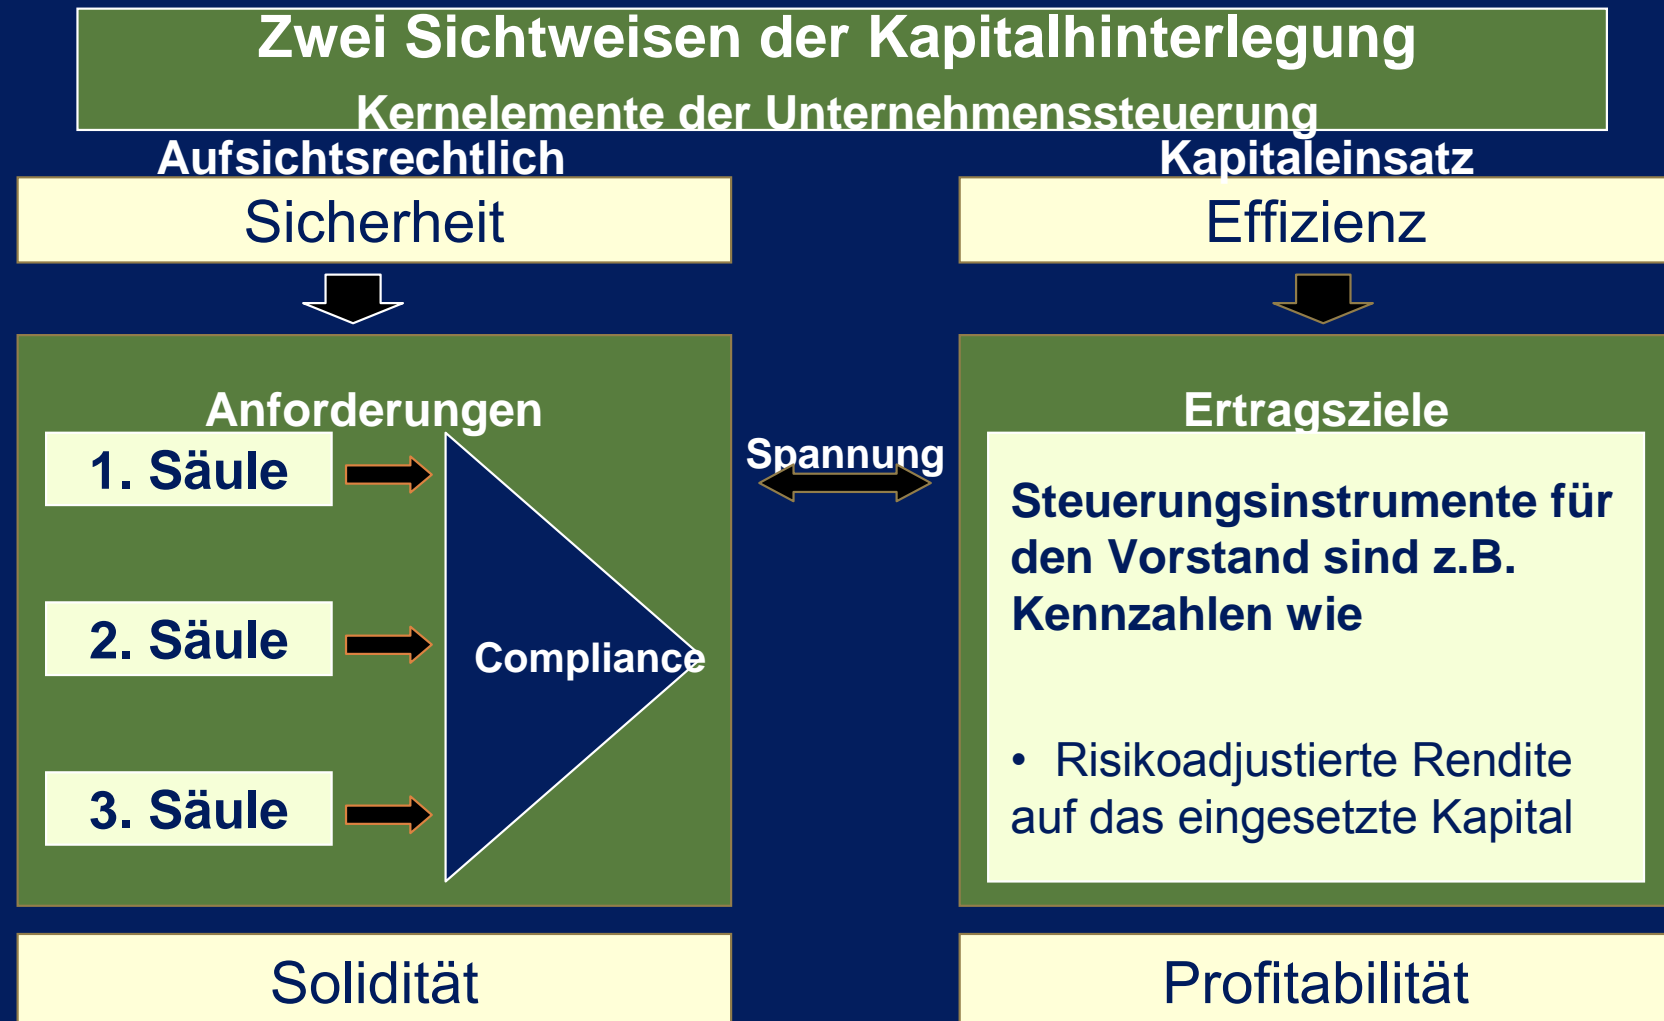 Zwei Sichtweisen der Kapitalhinterlegung
Kernelemente der Unternehmenssteuerung
Aufsichtsrechtlich
Sicherheit
Anforderungen
1. Säule
2. Säule
3. Säule
Compliance
Solidität
Spannung
Kapitaleinsatz
Effizienz
Ertragsziele
Steuerungsinstrumente für
den Vorstand sind z.B.
Kennzahlen wie
• Risikoadjustierte Rendite
auf das eingesetzte Kapital
Profitabilität